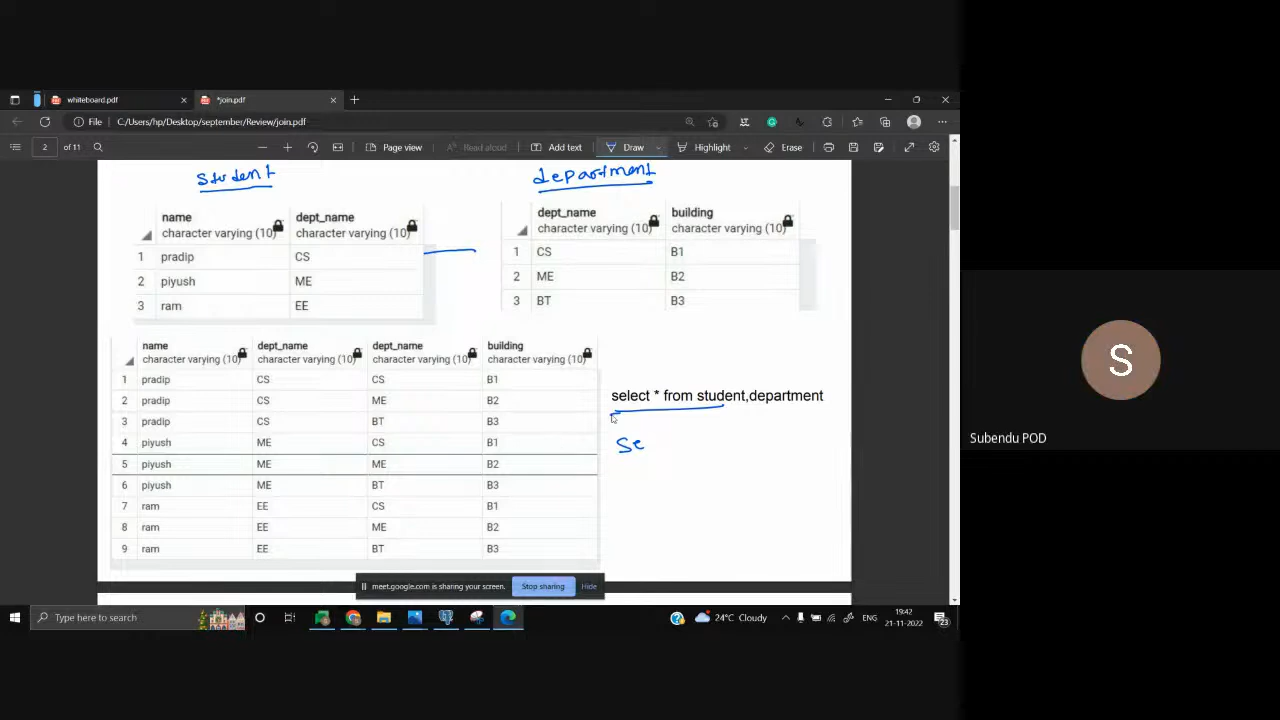 whiteboard.pdf
*join.pdf
File C:/Users/hp/Desktop/september/Review/join.pdf
2 of 11 Page view Read aloud Add text Draw Highlight Erase
student
department
name dept_name
character varying (10) character varying (10)
1 pradip CS
2 piyush ME
3 ram EE
dept_name building
character varying (10) character varying (10)
1 CS B1
2 ME B2
3 BT B3
name dept_name dept_name building
character varying (10) character varying (10) character varying (10) character varying (10)
1 pradip CS CS B1
2 pradip CS ME B2
3 pradip CS BT B3
4 piyush ME CS B1
5 piyush ME ME B2
6 piyush ME BT B3
7 ram EE CS B1
8 ram EE ME B2
9 ram EE BT B3
select * from student,department
Se
S
Subendu POD
meet.google.com is sharing your screen. Stop sharing Hide
Type here to search
24°C Cloudy
ENG
19:42
21-11-2022
23